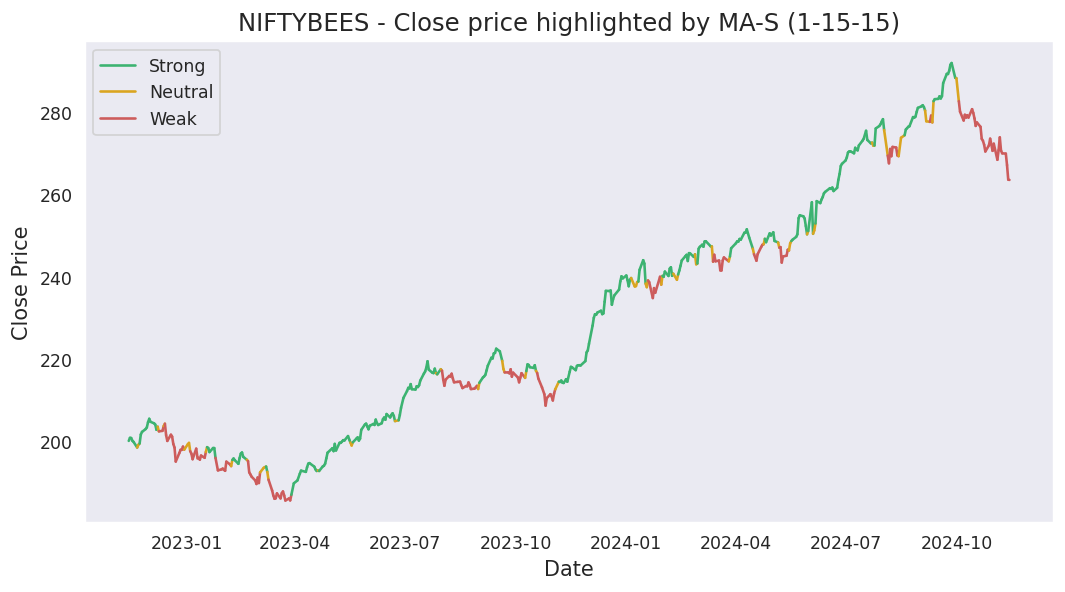 NIFTYBEES - Close price highlighted by MA-S (1-15-15)
Strong
Neutral
Weak
Close Price
280
260
240
220
200
2023-01 2023-04 2023-07 2023-10 2024-01 2024-04 2024-07 2024-10
Date